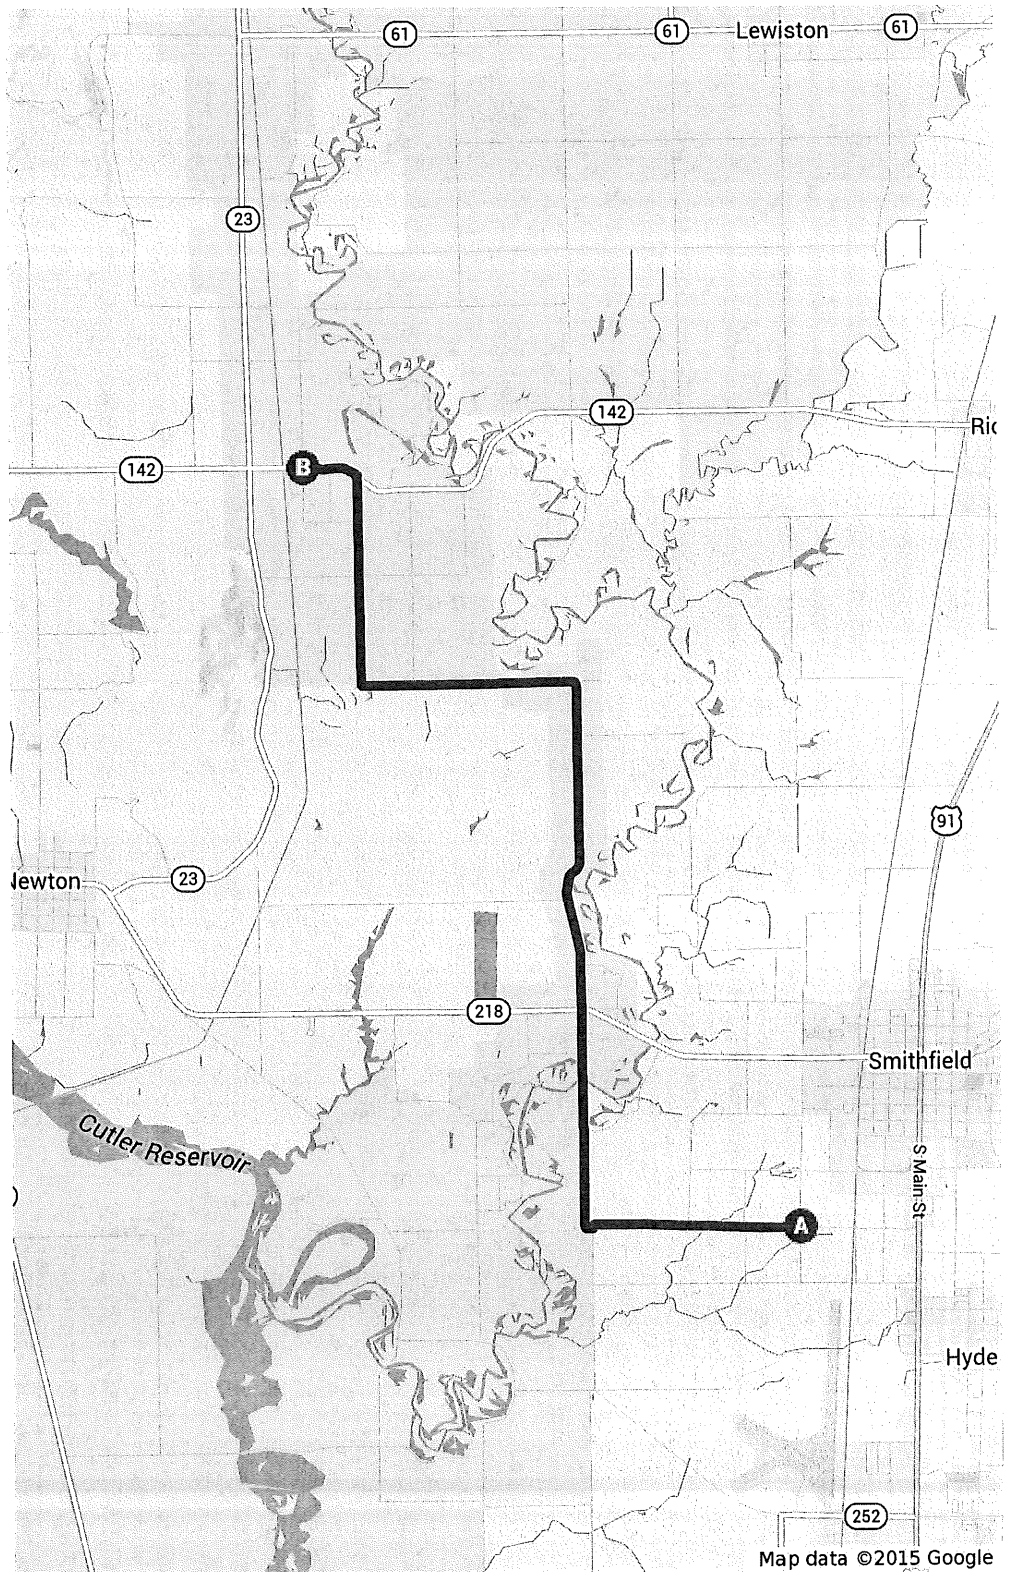 61
61
Lewiston
61
23
142
Ric
142
B
91
Newton
23
218
Smithfield
Cutler Reservoir
S Main St
A
Hyde
252
Map data ©2015 Google